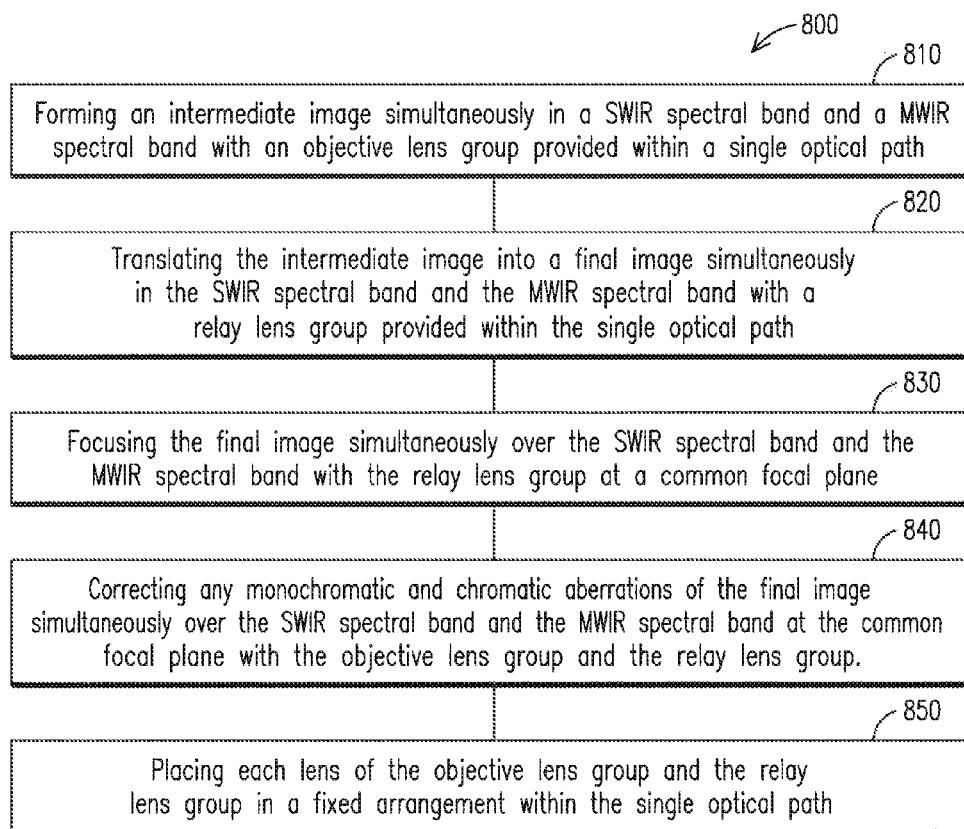 800
810
Forming an intermediate image simultaneously in a SWIR spectral band and a MWIR
spectral band with an objective lens group provided within a single optical path
820
Translating the intermediate image into a final image simultaneously
in the SWIR spectral band and the MWIR spectral band with a
relay lens group provided within the single optical path
830
Focusing the final image simultaneously over the SWIR spectral band and the
MWIR spectral band with the relay lens group at a common focal plane
840
Correcting any monochromatic and chromatic aberrations of the final image
simultaneously over the SWIR spectral band and the MWIR spectral band at the common
focal plane with the objective lens group and the relay lens group.
850
Placing each lens of the objective lens group and the relay
lens group in a fixed arrangement within the single optical path